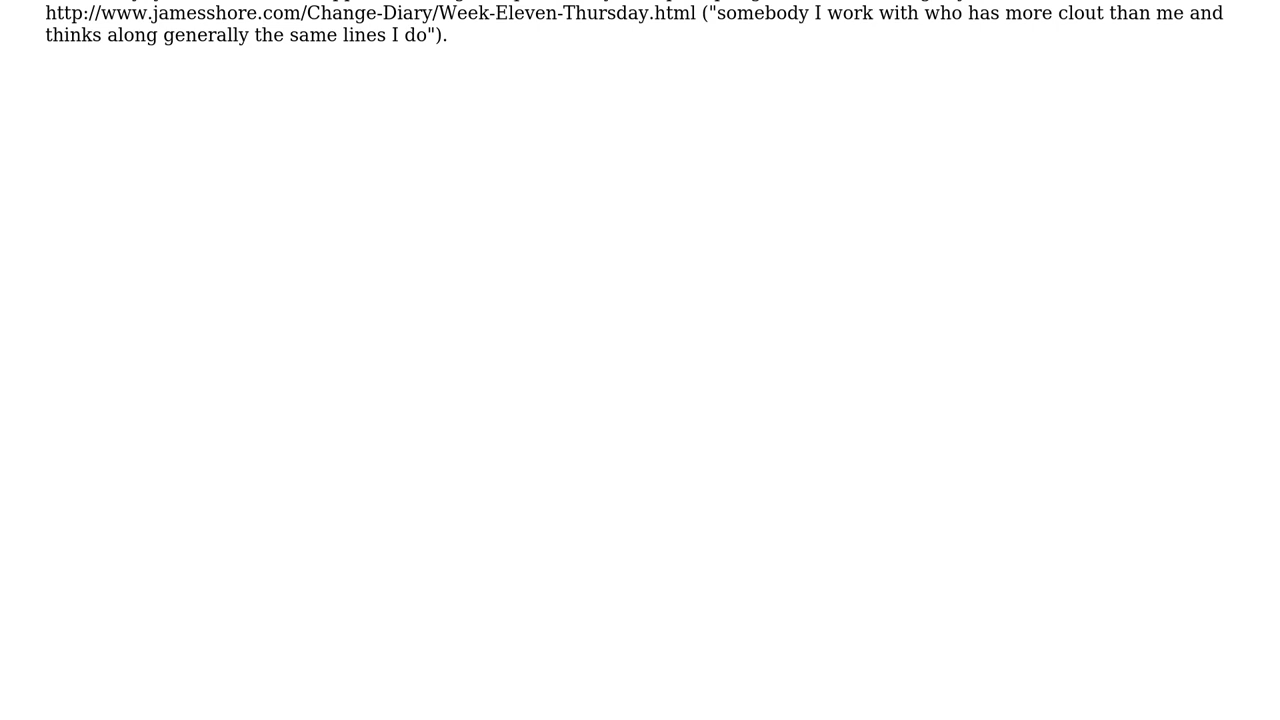 http://www.jamesshore.com/Change-Diary/Week-Eleven-Thursday.html ("somebody I work with who has more clout than me and
thinks along generally the same lines I do").